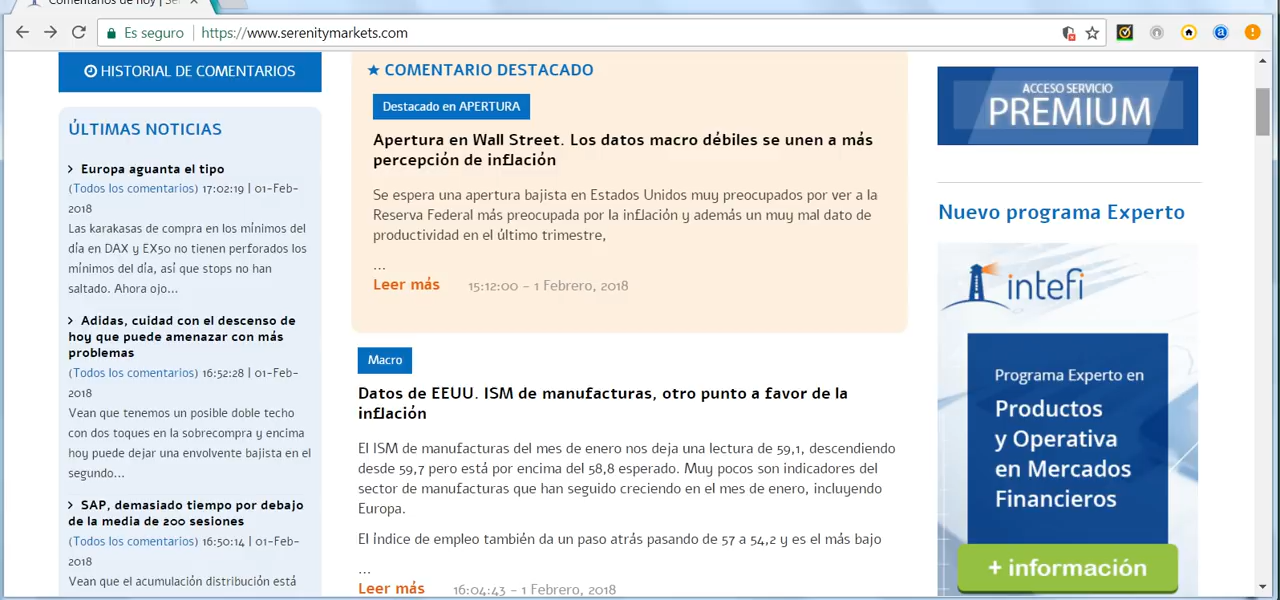 Comentarios de hoy | Ser
Es seguro
https://www.serenitymarkets.com
HISTORIAL DE COMENTARIOS
ÚLTIMAS NOTICIAS
Europa aguanta el tipo
(Todos los comentarios) 17:02:19 | 01-Feb-
2018
Las karakasas de compra en los mínimos del
día en DAX y EX50 no tienen perforados los
mínimos del día, así que stops no han
saltado. Ahora ojo...
Adidas, cuidad con el descenso de
hoy que puede amenazar con más
problemas
(Todos los comentarios) 16:52:28 | 01-Feb-
2018
Vean que tenemos un posible doble techo
con dos toques en la sobrecompra y encima
hoy puede dejar una envolvente bajista en el
segundo...
SAP, demasiado tiempo por debajo
de la media de 200 sesiones
(Todos los comentarios) 16:50:14 | 01-Feb-
2018
Vean que el acumulación distribución está
COMENTARIO DESTACADO
Destacado en APERTURA
Apertura en Wall Street. Los datos macro débiles se unen a más
percepción de inflación
Se espera una apertura bajista en Estados Unidos muy preocupados por ver a la
Reserva Federal más preocupada por la inflación y además un muy mal dato de
productividad en el último trimestre,
...
Leer más 15:12:00 – 1 Febrero, 2018
Macro
Datos de EEUU. ISM de manufacturas, otro punto a favor de la
inflación
El ISM de manufacturas del mes de enero nos deja una lectura de 59,1, descendiendo
desde 59,7 pero está por encima del 58,8 esperado. Muy pocos son indicadores del
sector de manufacturas que han seguido creciendo en el mes de enero, incluyendo
Europa.
El índice de empleo también da un paso atrás pasando de 57 a 54,2 y es el más bajo
...
Leer más 16:04:43 – 1 Febrero, 2018
ACCESO SERVICIO
PREMIUM
Nuevo programa Experto
intefi
Programa Experto en
Productos
y Operativa
en Mercados
Financieros
+ información